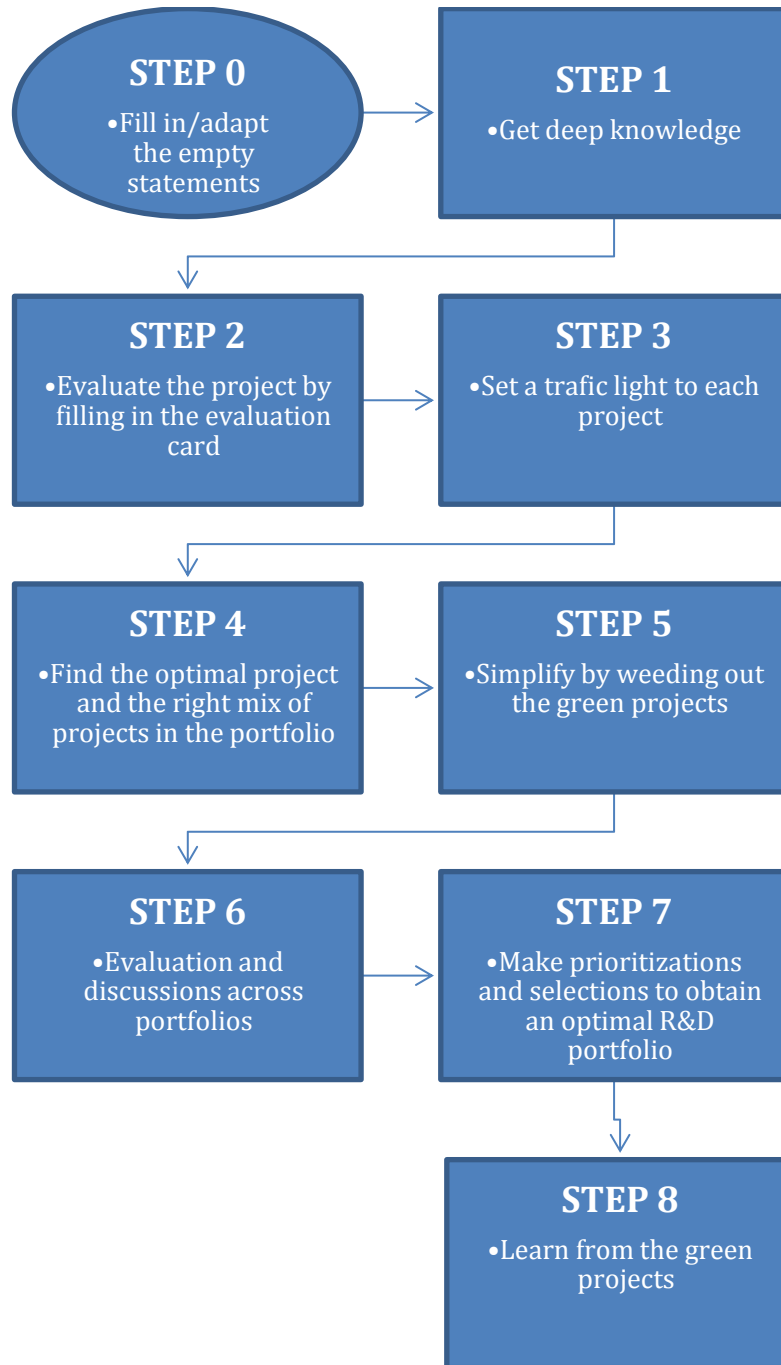 STEP 0
•Fill in/adapt
the empty
statements
STEP 1
•Get deep knowledge
STEP 2
•Evaluate the project by
filling in the evaluation
card
STEP 3
•Set a trafic light to each
project
STEP 4
•Find the optimal project
and the right mix of
projects in the portfolio
STEP 5
•Simplify by weeding out
the green projects
STEP 6
•Evaluation and
discussions across
portfolios
STEP 7
•Make prioritizations
and selections to obtain
an optimal R&D
portfolio
STEP 8
•Learn from the green
projects